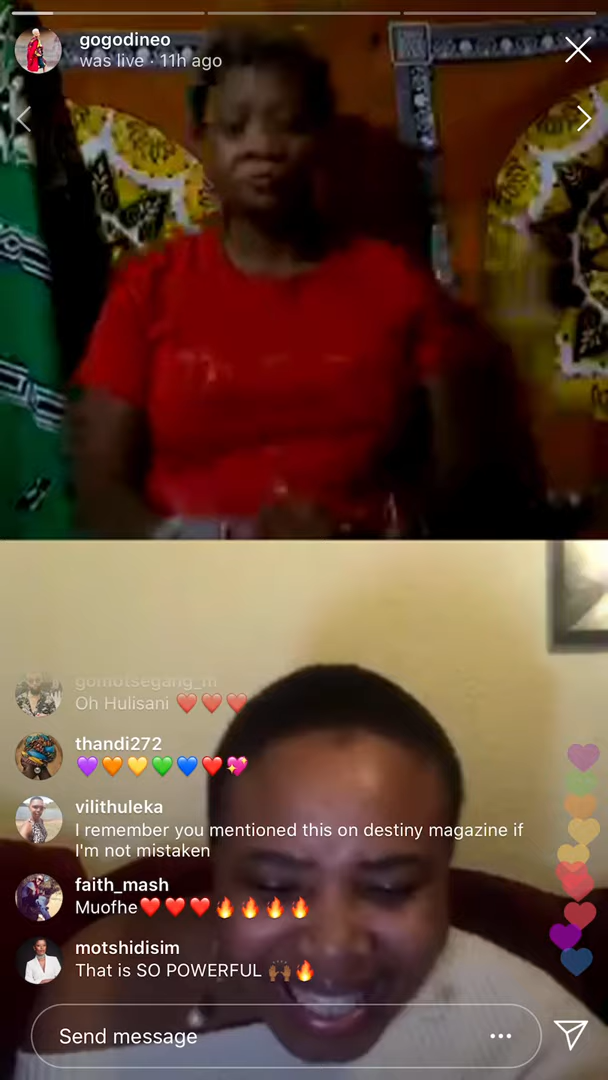 gogodineo
was live · 11h ago
gomotsegang_m
Oh Hulisani ❤️ ❤️ ❤️
thandi272
💜🧡💛💚💙❤️💖
vilithuleka
I remember you mentioned this on destiny magazine if
I'm not mistaken
faith_mash
Muofhe❤️❤️❤️🔥🔥🔥🔥
motshidisim
That is SO POWERFUL 🙌🏾🔥
Send message